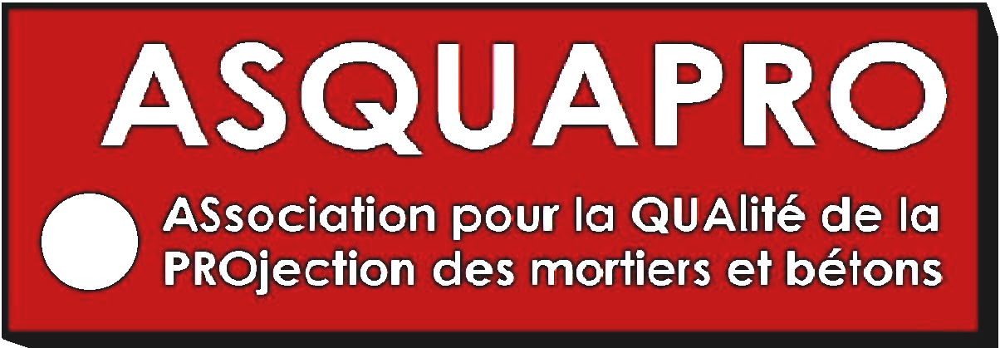 ASQUAPRO
ASsociation pour la QUAlité de la
PROjection des mortiers et bétons